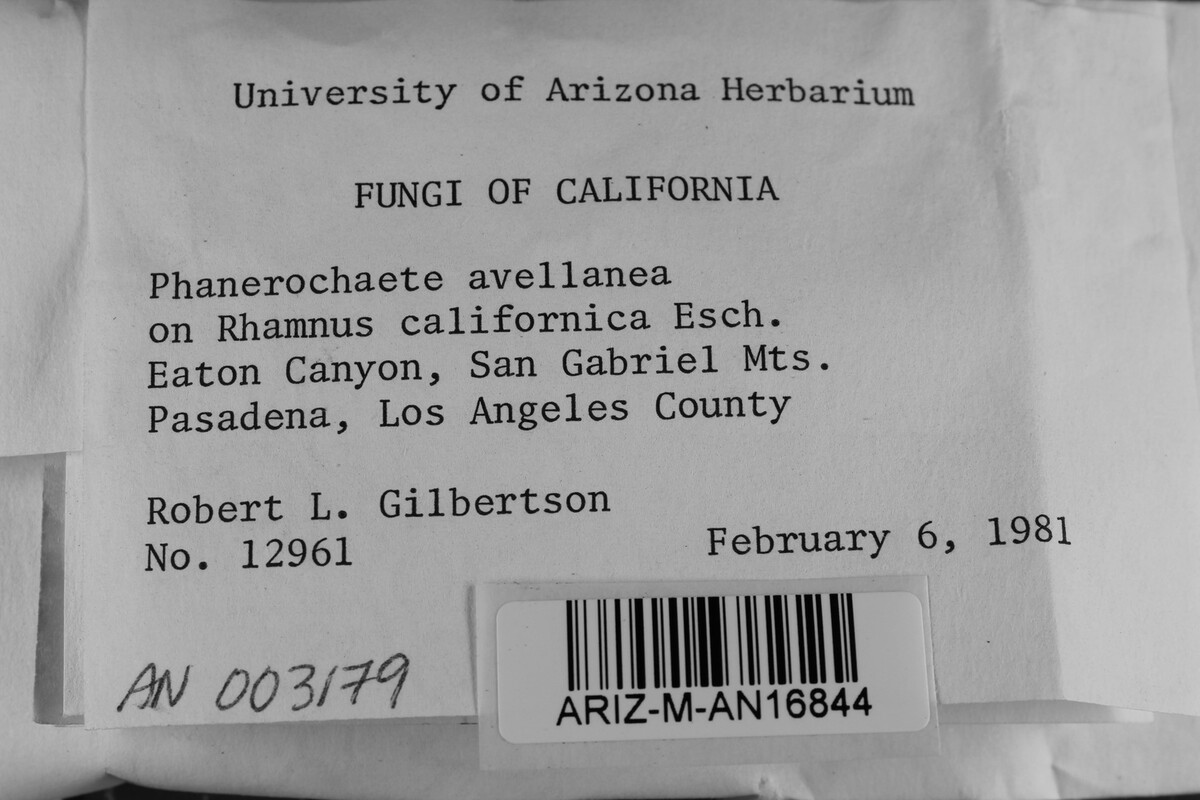 University of Arizona Herbarium
FUNGI OF CALIFORNIA
Phanerochaete avellanea
on Rhamnus californica Esch.
Eaton Canyon, San Gabriel Mts.
Pasadena, Los Angeles County
Robert L. Gilbertson
No. 12961
February 6, 1981
AN 003179
ARIZ-M-AN16844